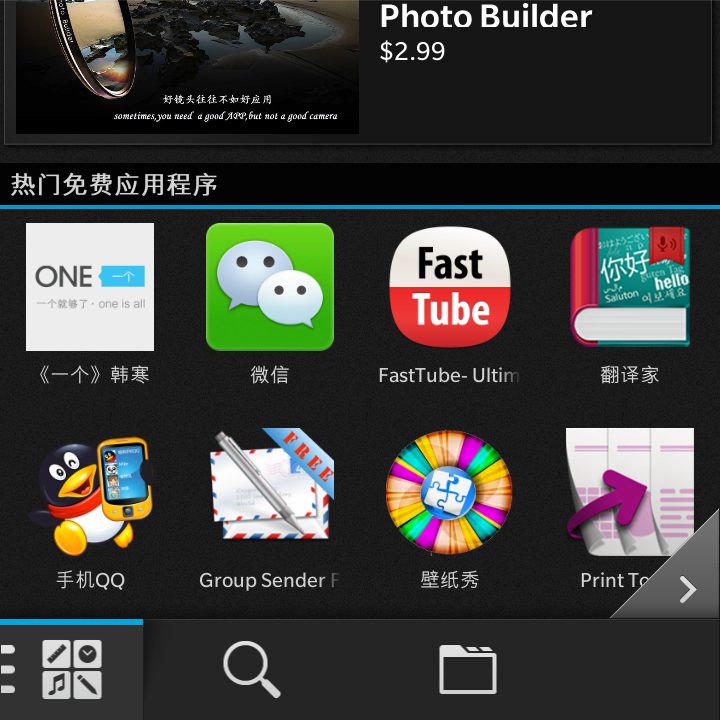 Photo Builder
$2.99
好镜头往往不如好应用
sometimes,you need a good APP,but not a good camera
热门免费应用程序
ONE 一个
一个就够了 · one is all
Fast
Tube
你好
hello
Saluton
guten Tag
《一个》韩寒
微信
FastTube- Ultim
翻译家
FREE
手机QQ
Group Sender F
壁纸秀
Print To